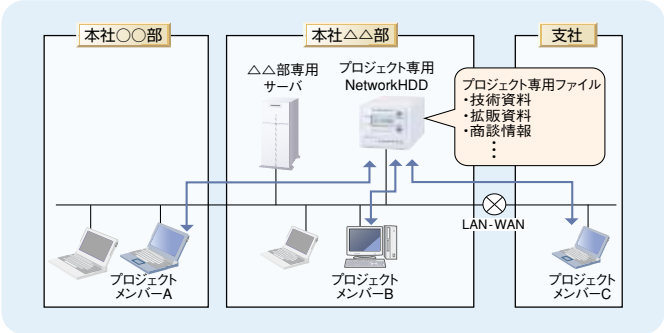 本社○○部
本社△△部
支社
△△部専用
サーバ
プロジェクト専用
NetworkHDD
プロジェクト専用ファイル
・技術資料
・拡販資料
・商談情報
・
・
・
LAN-WAN
プロジェクト
メンバーA
プロジェクト
メンバーB
プロジェクト
メンバーC